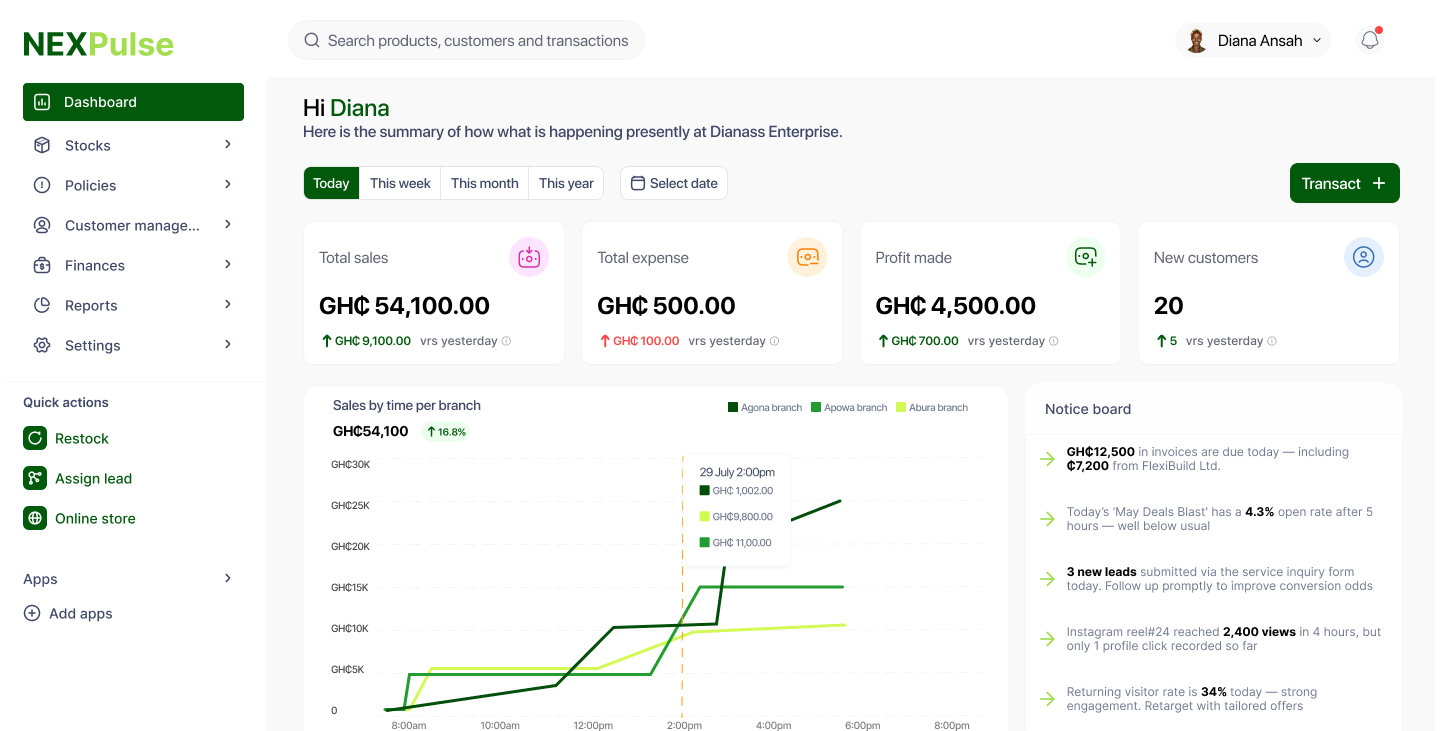 NEXPulse
Search products, customers and transactions
Diana Ansah
Dashboard
Stocks
Policies
Customer manage...
Finances
Reports
Settings
Quick actions
Restock
Assign lead
Online store
Apps
Add apps
Hi Diana
Here is the summary of how what is happening presently at Dianass Enterprise.
Today
This week
This month
This year
Select date
Transact
Total sales
GH₵ 54,100.00
GH₵ 9,100.00 vrs yesterday
Total expense
GH₵ 500.00
GH₵ 100.00 vrs yesterday
Profit made
GH₵ 4,500.00
GH₵ 700.00 vrs yesterday
New customers
20
5 vrs yesterday
Sales by time per branch
GH₵54,100
16.8%
Agona branch
Apowa branch
Abura branch
GH₵30K
GH₵25K
GH₵20K
GH₵15K
GH₵10K
GH₵5K
0
29 July 2:00pm
GH₵ 1,002.00
GH₵9,800.00
GH₵ 11,00.00
8:00am
10:00am
12:00pm
2:00pm
4:00pm
6:00pm
8:00pm
Notice board
GH₵12,500 in invoices are due today — including
₵7,200 from FlexiBuild Ltd.
Today's 'May Deals Blast' has a 4.3% open rate after 5
hours — well below usual
3 new leads submitted via the service inquiry form
today. Follow up promptly to improve conversion odds
Instagram reel#24 reached 2,400 views in 4 hours, but
only 1 profile click recorded so far
Returning visitor rate is 34% today — strong
engagement. Retarget with tailored offers